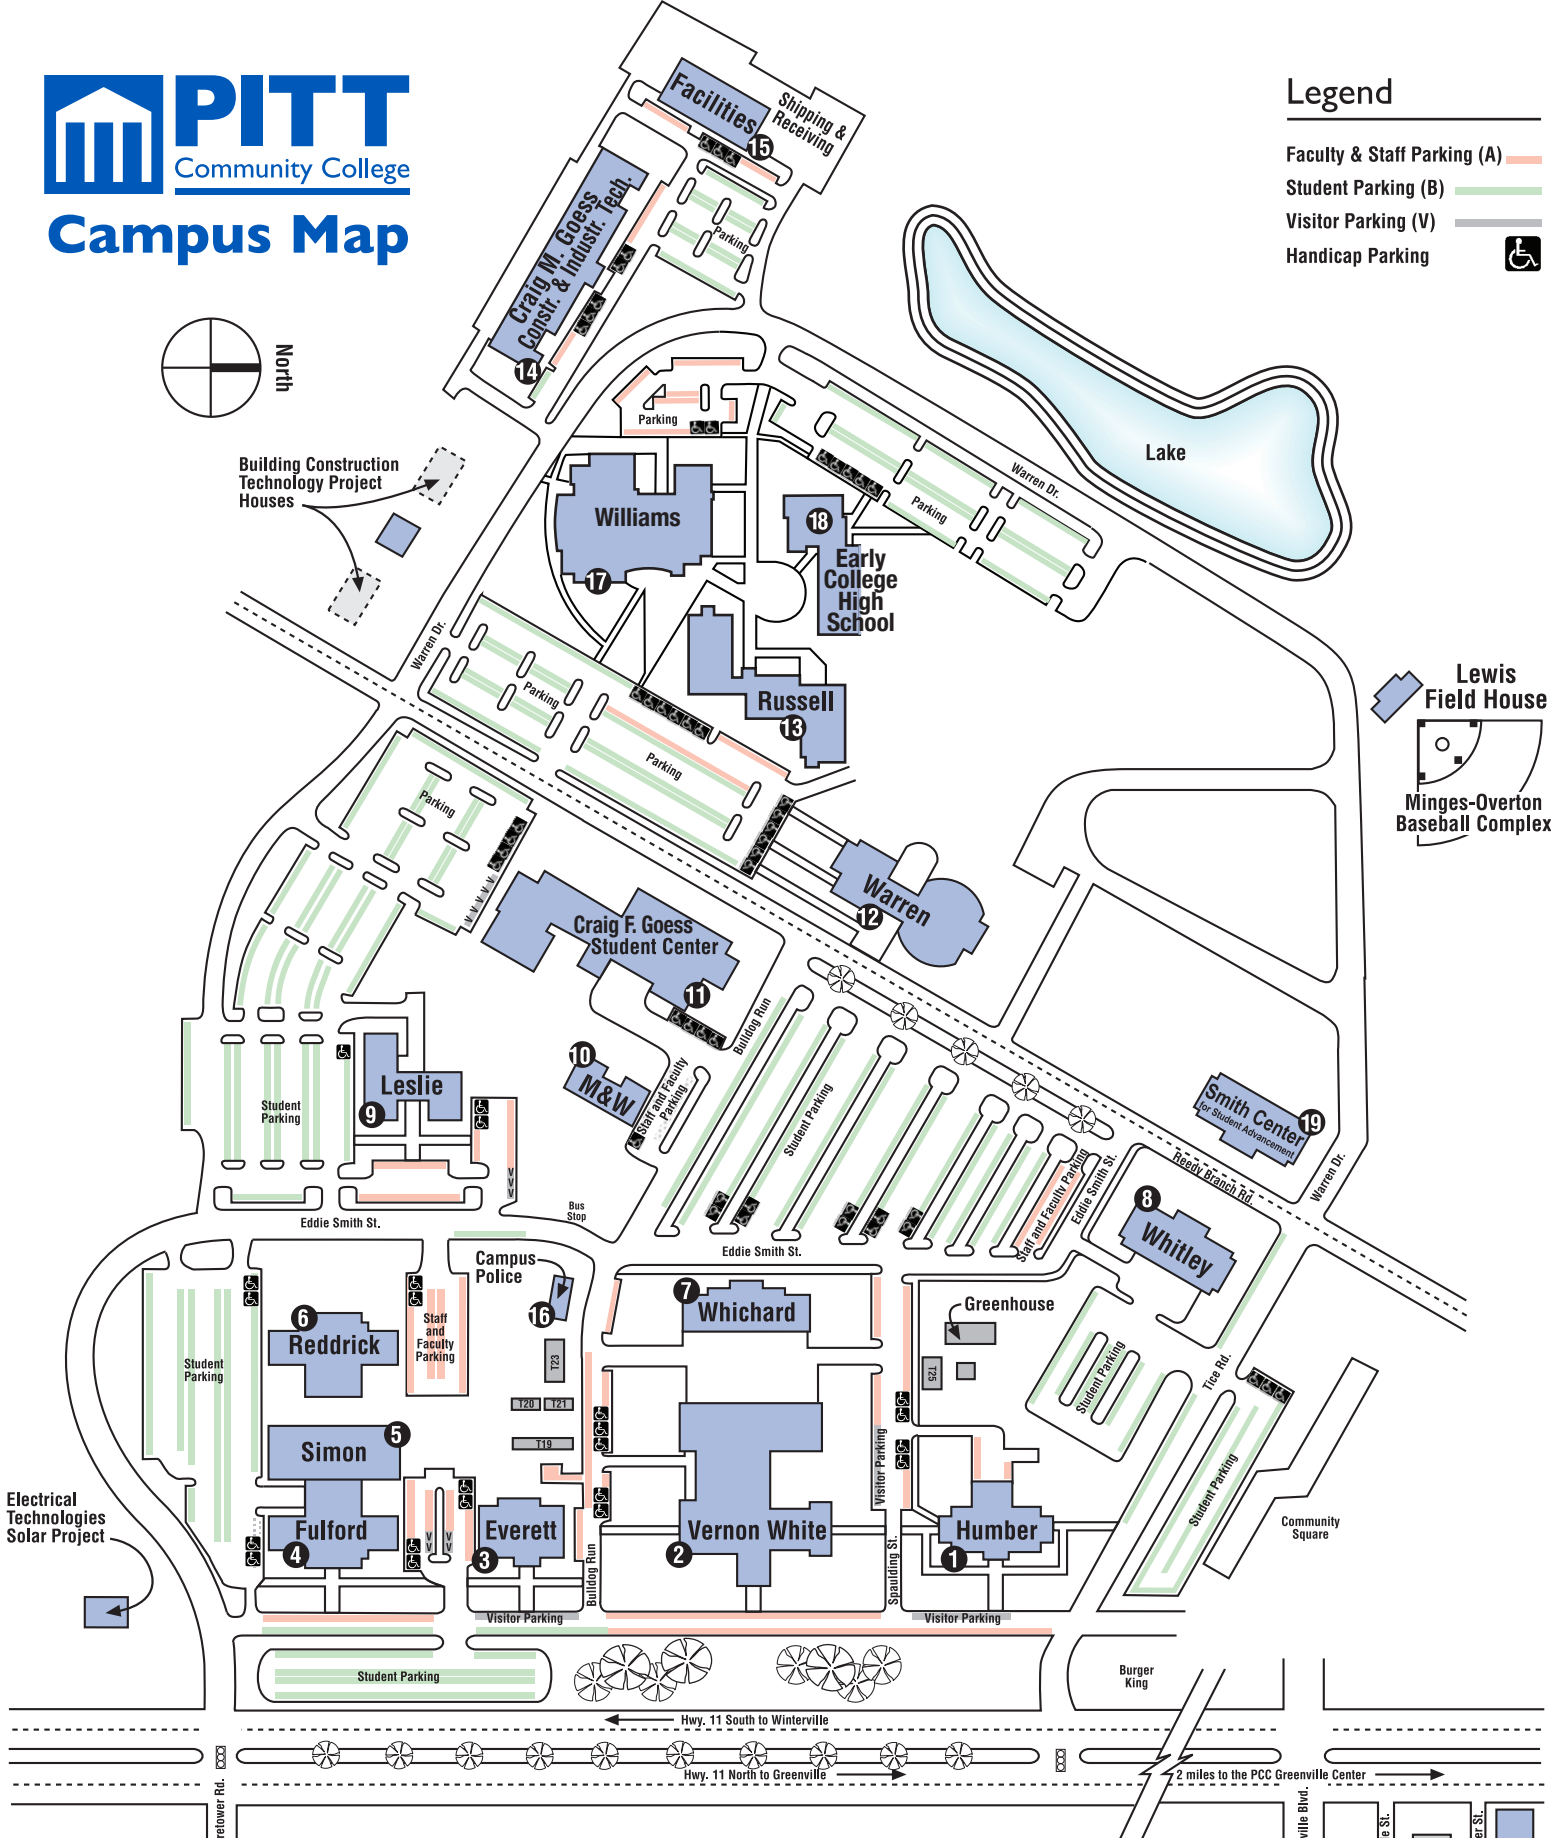 PITT
Community College
Campus Map
Legend
Faculty & Staff Parking (A)
Student Parking (B)
Visitor Parking (V)
Handicap Parking
North
Facilities
15
Shipping &
Receiving
Craig M. Goess
Constr. & Industr. Tech.
14
Parking
Parking
Building Construction
Technology Project
Houses
Williams
17
18
Early
College
High
School
Parking
Warren Dr.
Lake
Warren Dr.
Parking
Parking
Russell
13
Lewis
Field House
Minges-Overton
Baseball Complex
Parking
V V V V
Craig F. Goess
Student Center
11
Warren
12
Bulldog Run
10
M&W
Staff and Faculty
Parking
Leslie
9
Student
Parking
V V V
Student Parking
Staff and Faculty Parking
Eddie Smith St.
Smith Center
for Student Advancement
19
Reedy Branch Rd.
Warren Dr.
8
Whitley
Eddie Smith St.
Bus
Stop
Eddie Smith St.
Campus
Police
16
7
Whichard
Greenhouse
6
Reddrick
Staff
and
Faculty
Parking
Student
Parking
T23
T20
T21
T19
T25
Student Parking
Tice Rd.
Student Parking
Community
Square
5
Simon
Fulford
4
V V
V V
Everett
3
Bulldog Run
Vernon White
2
Visitor Parking
Spaulding St.
Humber
1
Electrical
Technologies
Solar Project
Visitor Parking
Visitor Parking
Student Parking
Burger
King
Hwy. 11 South to Winterville
Hwy. 11 North to Greenville
2 miles to the PCC Greenville Center
retower Rd.
ville Blvd.
e St.
er St.